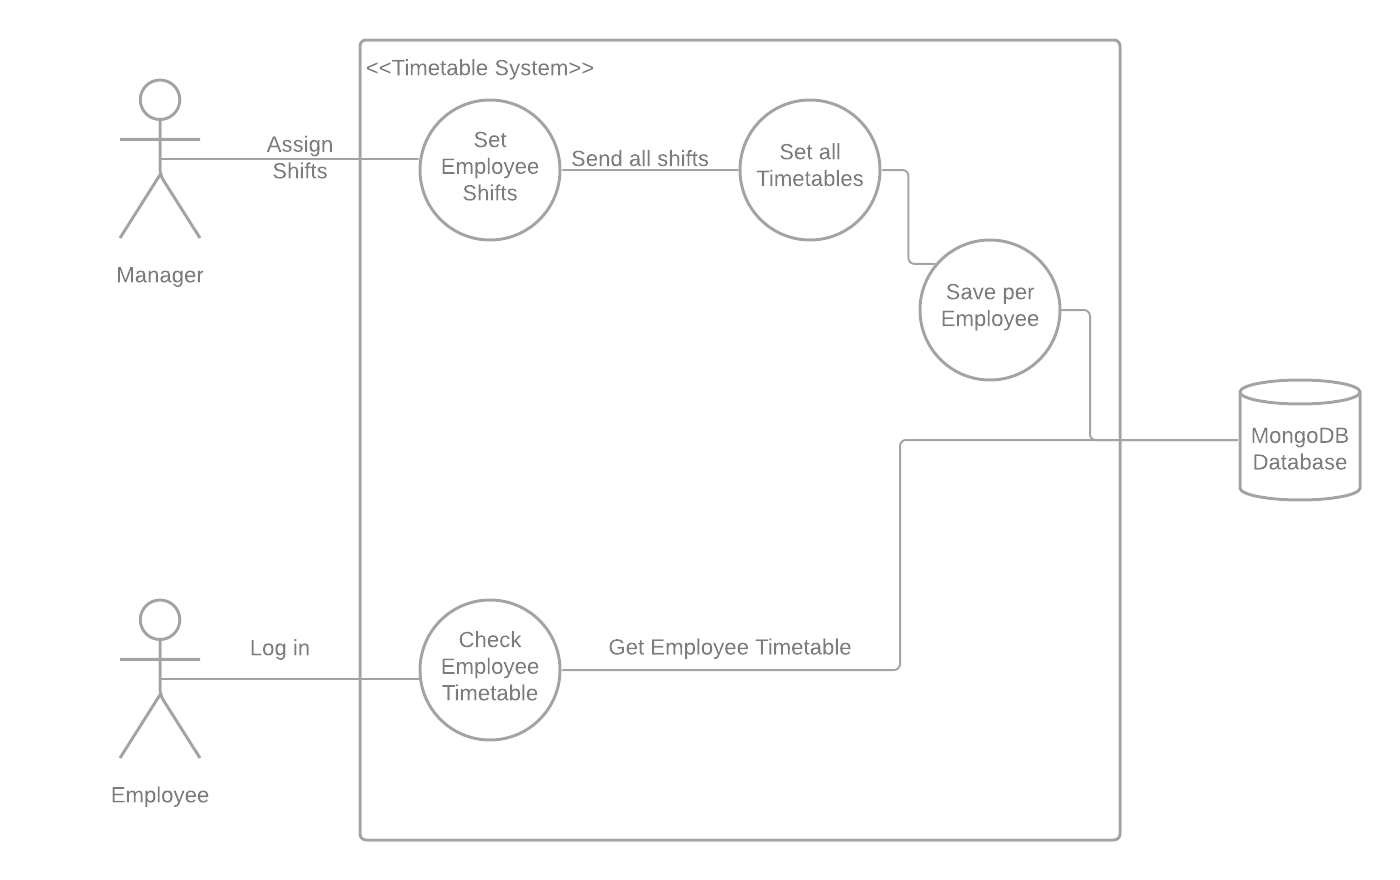 <<Timetable System>>
Assign
Shifts
Set
Employee
Shifts
Send all shifts
Set all
Timetables
Manager
Save per
Employee
MongoDB
Database
Log in
Check
Employee
Timetable
Get Employee Timetable
Employee